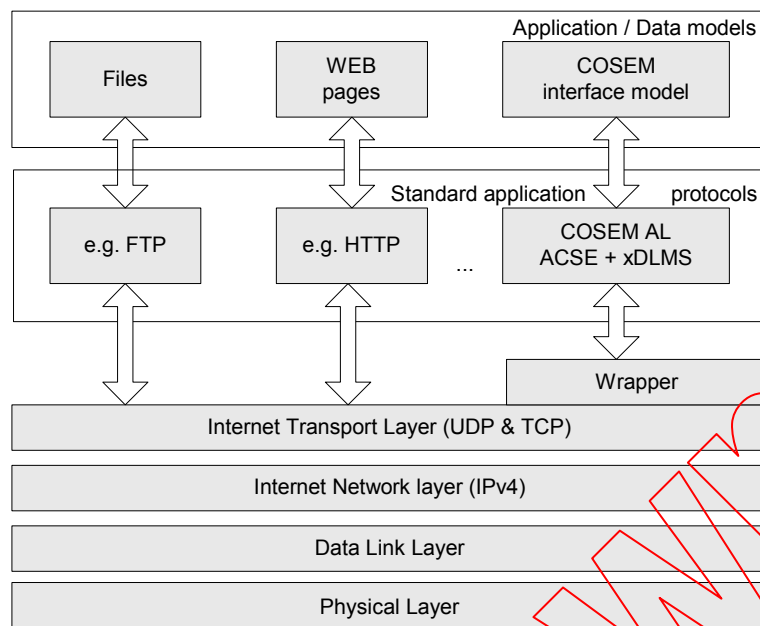 Application / Data models
Files
WEB
pages
COSEM
interface model
Standard application protocols
e.g. FTP
e.g. HTTP
...
COSEM AL
ACSE + xDLMS
Wrapper
Internet Transport Layer (UDP & TCP)
Internet Network layer (IPv4)
Data Link Layer
Physical Layer